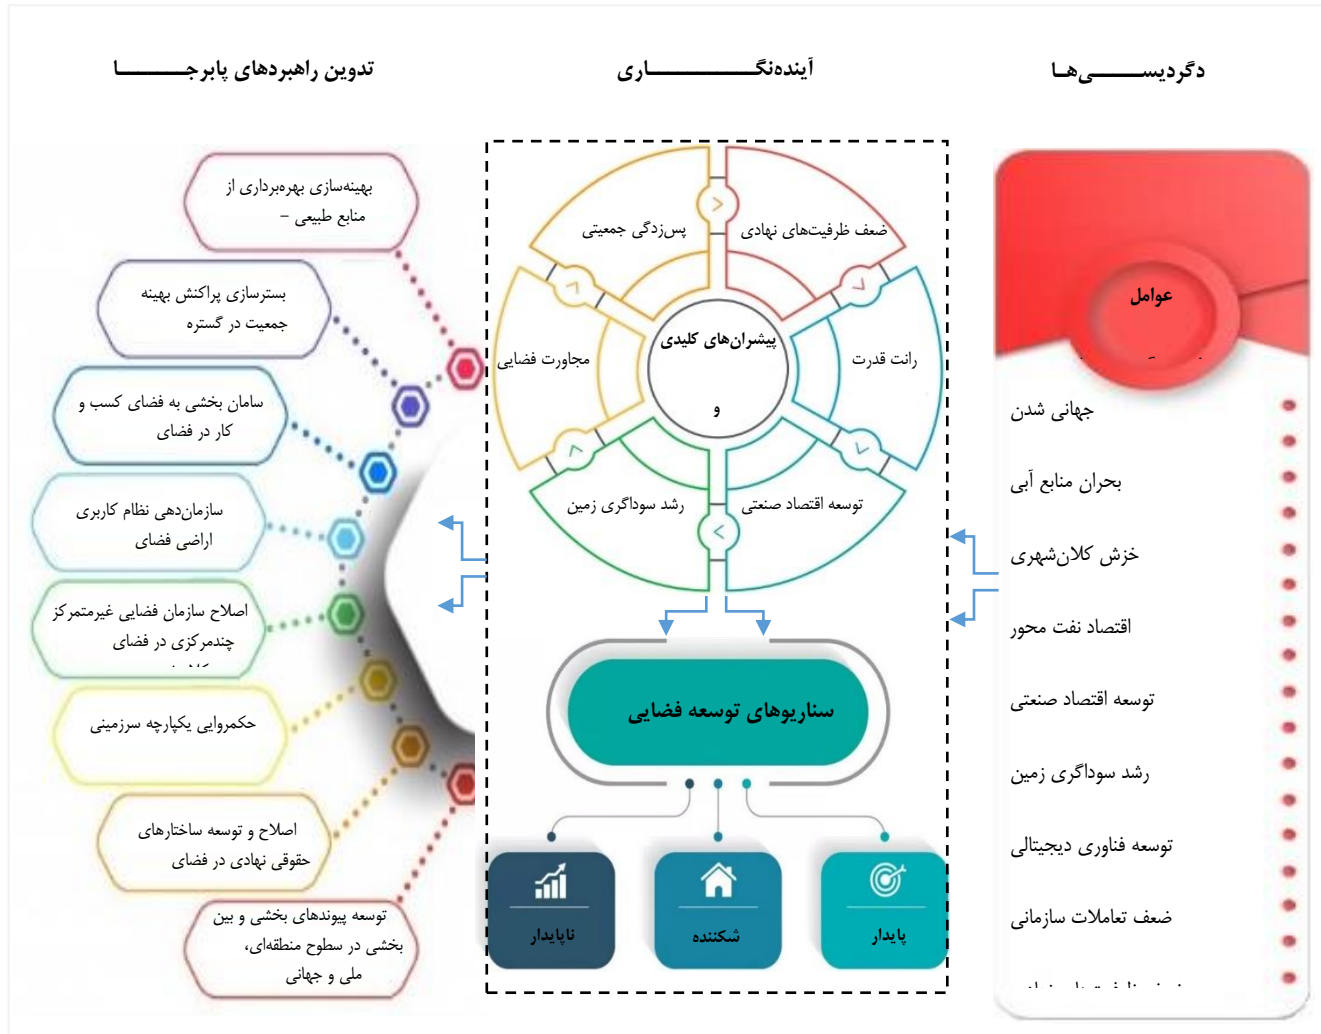 دگردیسی‌ها
آینده‌نگاری
تدوین راهبردهای پابرجا
عوامل
جهانی شدن
بحران منابع آبی
خزش کلان‌شهری
اقتصاد نفت محور
توسعه اقتصاد صنعتی
رشد سوداگری زمین
توسعه فناوری دیجیتالی
ضعف تعاملات سازمانی
پس‌زدگی جمعیتی
ضعف ظرفیت‌های نهادی
مجاورت فضایی
پیشران‌های کلیدی
و
رانت قدرت
رشد سوداگری زمین
توسعه اقتصاد صنعتی
سناریوهای توسعه فضایی
پایدار
شکننده
ناپایدار
بهینه‌سازی بهره‌برداری از
منابع طبیعی –
بسترسازی پراکنش بهینه
جمعیت در گستره
سامان بخشی به فضای کسب و
کار در فضای
سازمان‌دهی نظام کاربری
اراضی فضای
اصلاح سازمان فضایی غیرمتمرکز
چندمرکزی در فضای
حکمروایی یکپارچه سرزمینی
اصلاح و توسعه ساختارهای
حقوقی نهادی در فضای
توسعه پیوندهای بخشی و بین
بخشی در سطوح منطقه‌ای،
ملی و جهانی